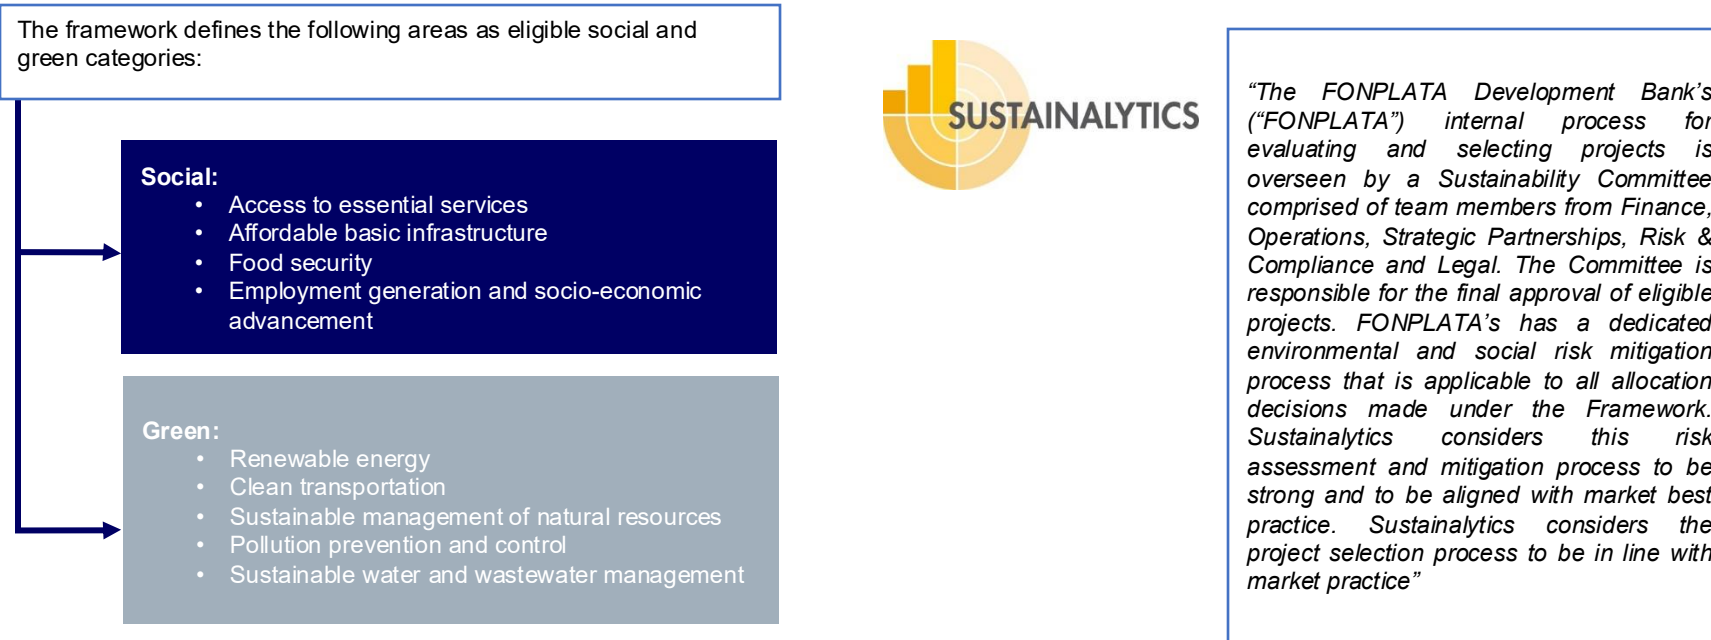 The framework defines the following areas as eligible social and
green categories:
Social:
• Access to essential services
• Affordable basic infrastructure
• Food security
• Employment generation and socio-economic
advancement
Green:
• Renewable energy
• Clean transportation
• Sustainable management of natural resources
• Pollution prevention and control
• Sustainable water and wastewater management
SUSTAINALYTICS
“The FONPLATA Development Bank’s
(“FONPLATA”) internal process for
evaluating and selecting projects is
overseen by a Sustainability Committee
comprised of team members from Finance,
Operations, Strategic Partnerships, Risk &
Compliance and Legal. The Committee is
responsible for the final approval of eligible
projects. FONPLATA’s has a dedicated
environmental and social risk mitigation
process that is applicable to all allocation
decisions made under the Framework.
Sustainalytics considers this risk
assessment and mitigation process to be
strong and to be aligned with market best
practice. Sustainalytics considers the
project selection process to be in line with
market practice”